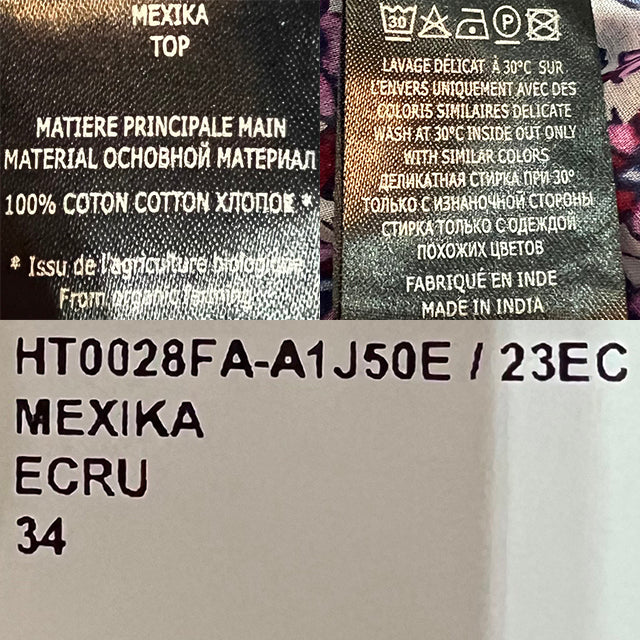 MEXIKA
TOP
MATIERE PRINCIPALE MAIN
MATERIAL ОСНОВНОЙ МАТЕРИАЛ
100% COTON COTTON ХЛОПОК *
* Issu de l'agriculture biologique
From organic farming
30 P
LAVAGE DÉLICAT À 30°C SUR
L'ENVERS UNIQUEMENT AVEC DES
COLORIS SIMILAIRES DELICATE
WASH AT 30°C INSIDE OUT ONLY
WITH SIMILAR COLORS
ДЕЛИКАТНАЯ СТИРКА ПРИ 30°
ТОЛЬКО С ИЗНАНОЧНОЙ СТОРОНЫ
СТИРКА ТОЛЬКО С ОДЕЖДОЙ
ПОХОЖИХ ЦВЕТОВ
FABRIQUÉ EN INDE
MADE IN INDIA
HT0028FA-A1J50E / 23EC
MEXIKA
ECRU
34